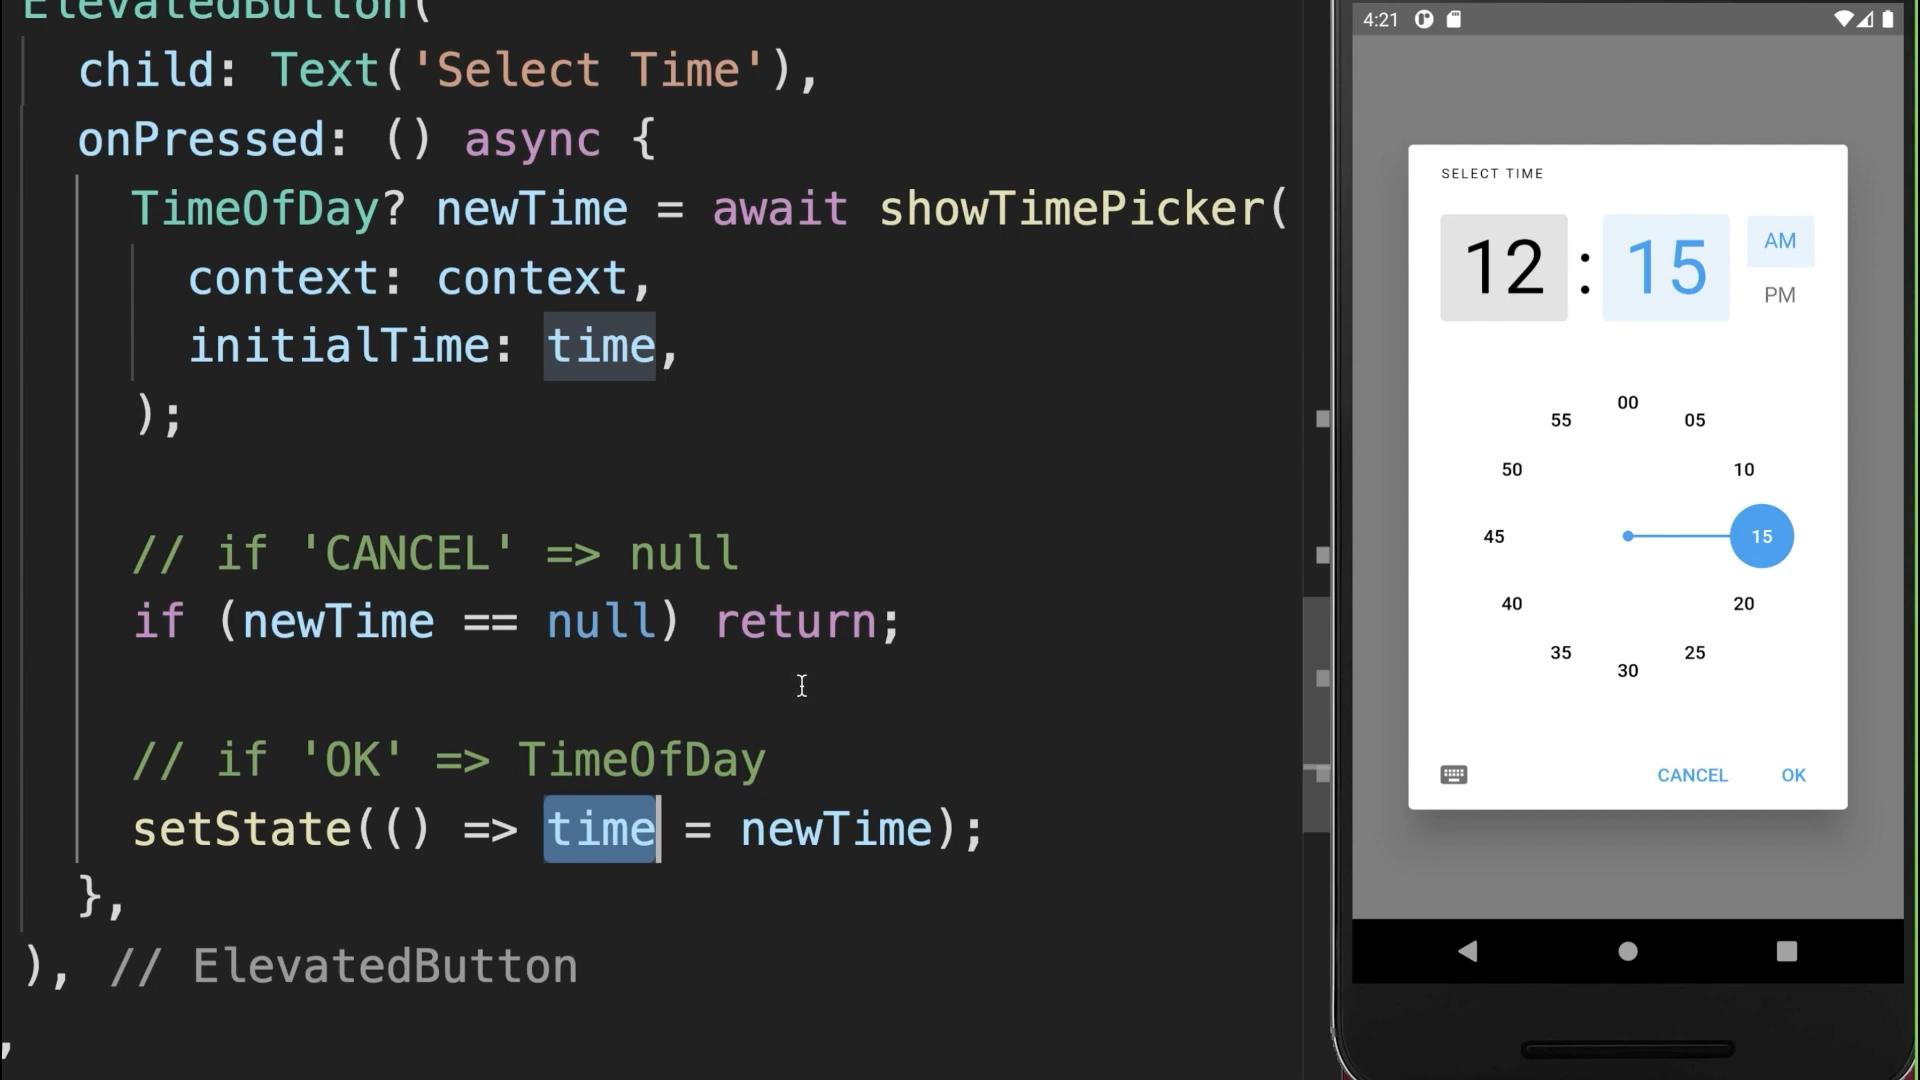 ElevatedButton(
child: Text('Select Time'),
onPressed: () async {
TimeOfDay? newTime = await showTimePicker(
context: context,
initialTime: time,
);
// if 'CANCEL' => null
if (newTime == null) return;
// if 'OK' => TimeOfDay
setState(() => time = newTime);
},
), // ElevatedButton
,
4:21
SELECT TIME
12 : 15
AM
PM
00
55 05
50 10
45 15
40 20
35 25
30
CANCEL OK